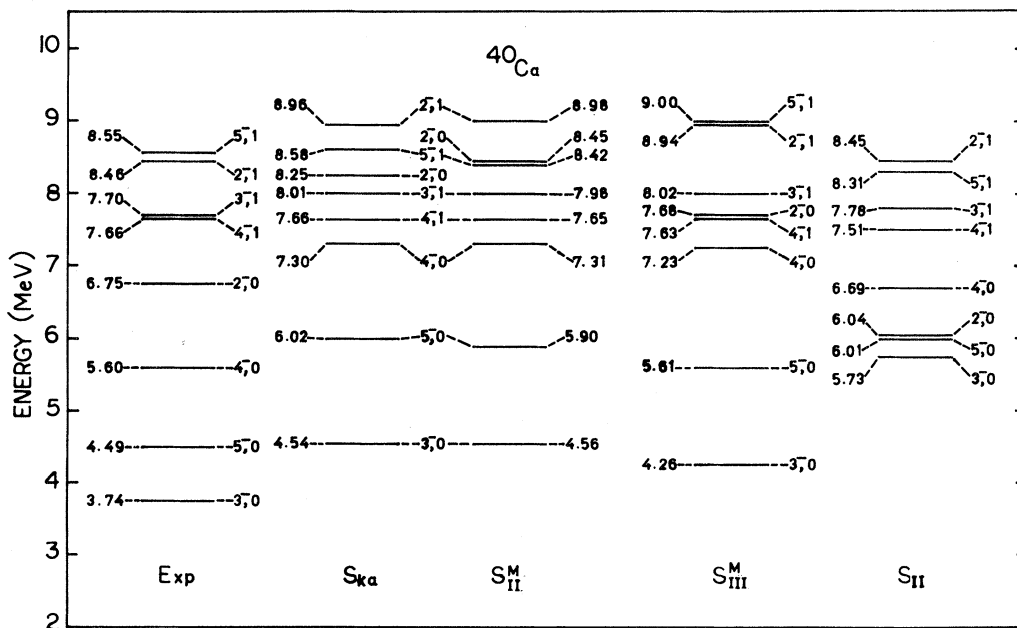 ⁴⁰Ca
ENERGY (MeV)
10
9
8
7
6
5
4
3
2
8.55 5⁻,1
8.46 2⁻,1
7.70 3⁻,1
7.66 4⁻,1
6.75 2⁻,0
5.60 4⁻,0
4.49 5⁻,0
3.74 3⁻,0
Exp
8.96 2⁻,1 8.98
2⁻,0 8.45
8.58 5⁻,1 8.42
8.25 2⁻,0
8.01 3⁻,1 7.98
7.66 4⁻,1 7.65
7.30 4⁻,0 7.31
6.02 5⁻,0 5.90
4.54 3⁻,0 4.56
Ska
S_II^M
9.00 5⁻,1
8.94 2⁻,1
8.02 3⁻,1
7.68 2⁻,0
7.63 4⁻,1
7.23 4⁻,0
5.61 5⁻,0
4.26 3⁻,0
S_III^M
8.45 2⁻,1
8.31 5⁻,1
7.78 3⁻,1
7.51 4⁻,1
6.69 4⁻,0
6.04 2⁻,0
6.01 5⁻,0
5.73 3⁻,0
S_II